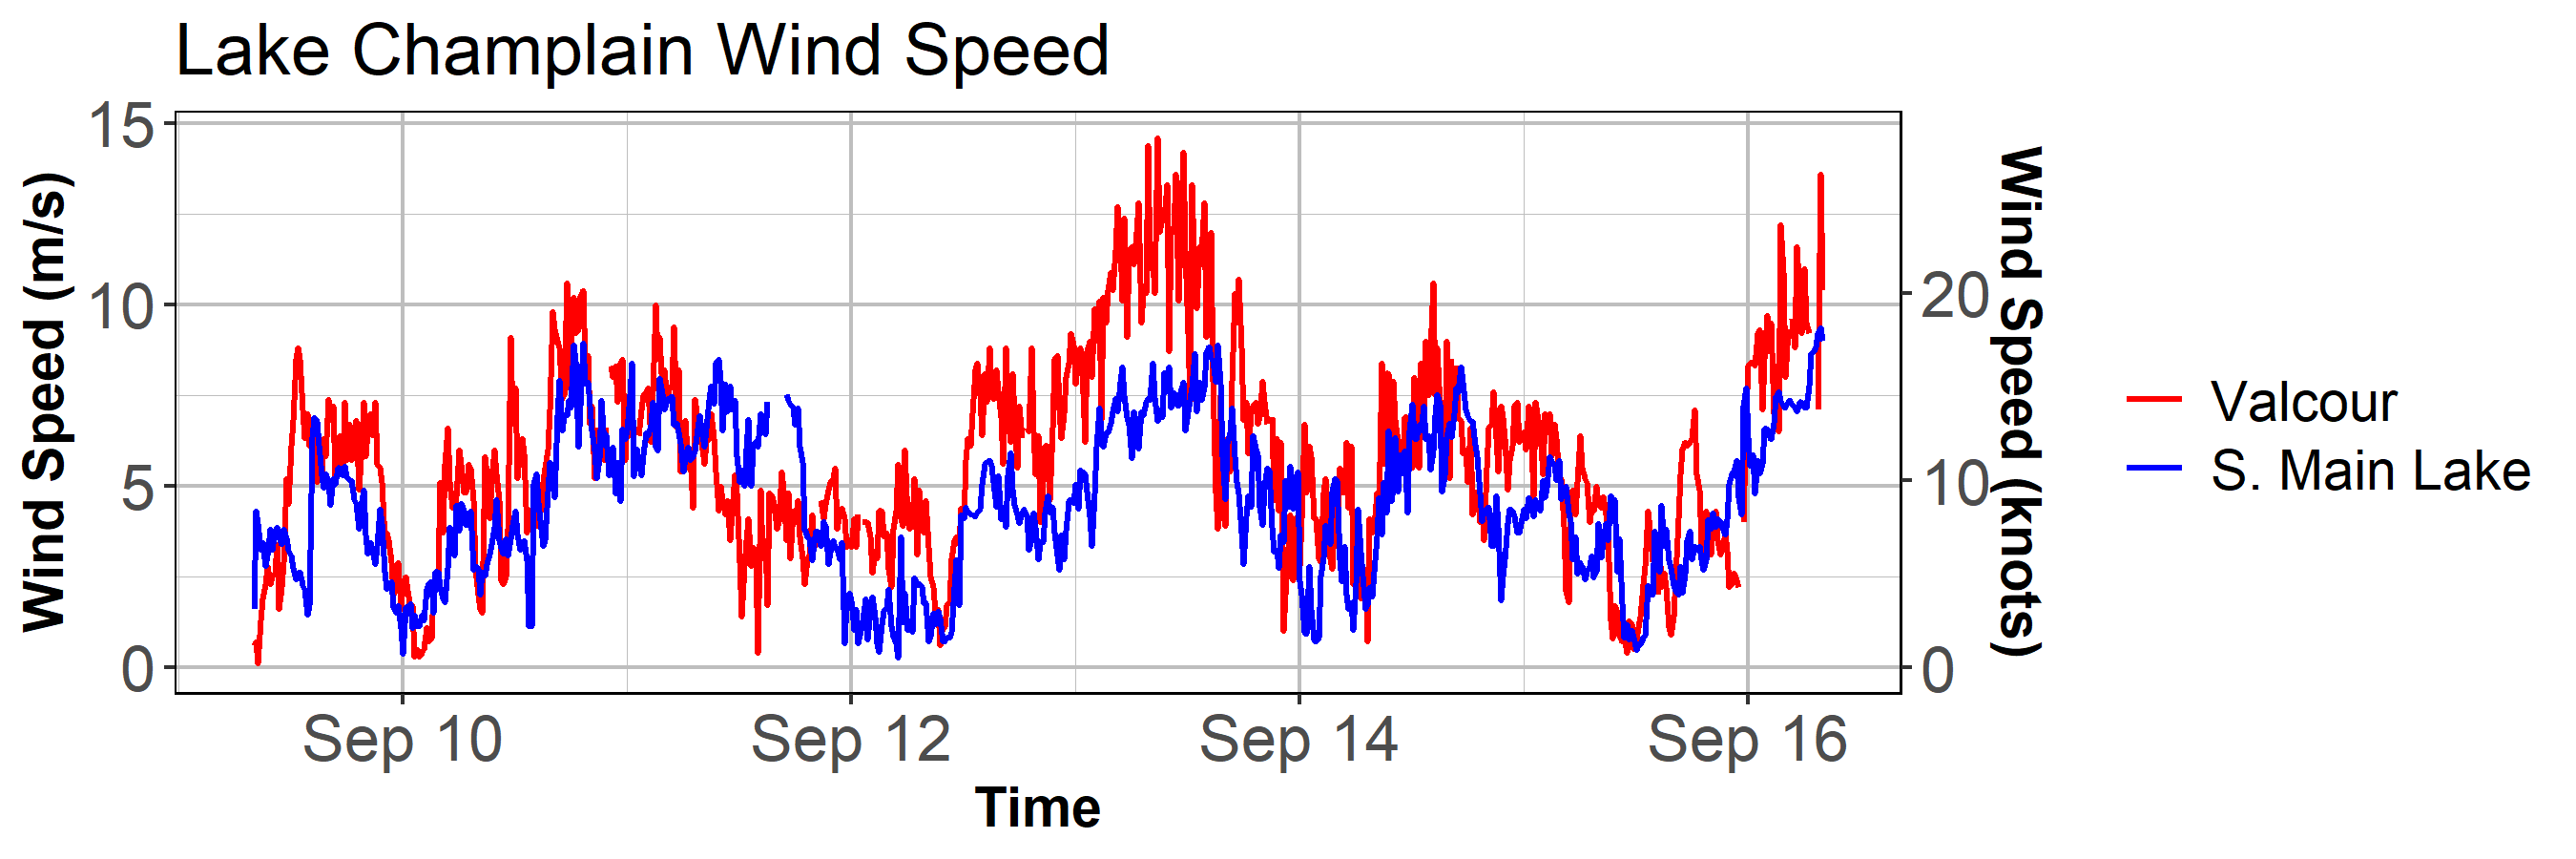 Lake Champlain Wind Speed
Wind Speed (m/s)
15
10
5
0
20
10
0
Wind Speed (knots)
Sep 10
Sep 12
Sep 14
Sep 16
Time
Valcour
S. Main Lake